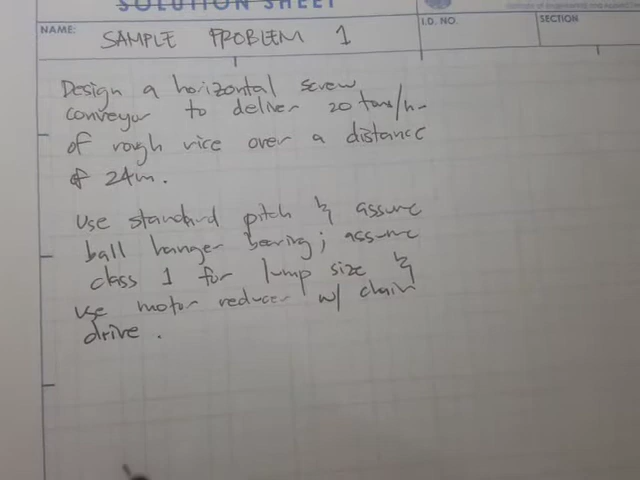 SOLUTION SHEET
NAME:
SAMPLE PROBLEM 1
I.D. NO.
SECTION
Design a horizontal screw
conveyor to deliver 20 tons/hr
of rough rice over a distance
of 24m.
Use standard pitch & assume
ball hanger bearing; assume
class 1 for lump size &
use motor reducer w/ chain
drive.